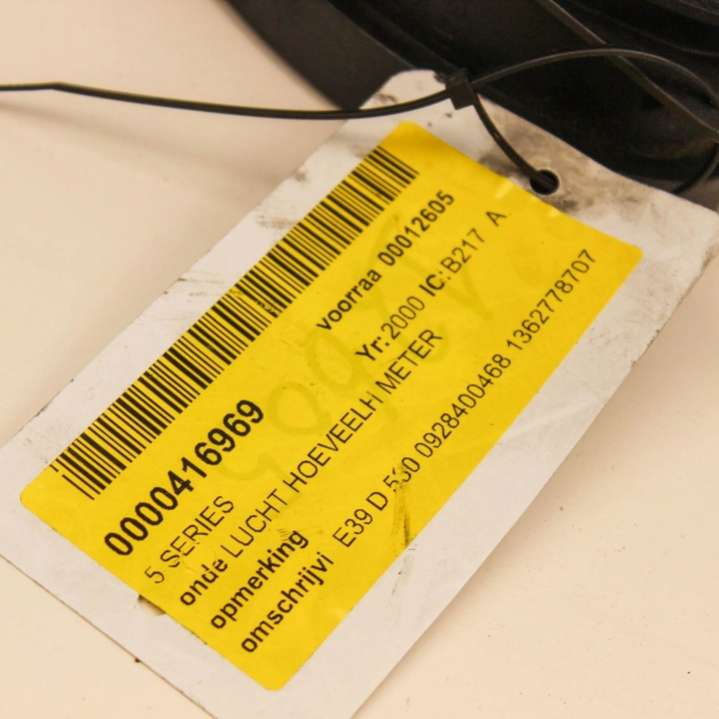 0000416969 voorraa 00012605
5 SERIES Yr: 2000 IC: B217 A
onde LUCHT HOEVEELH METER
opmerking
omschrijvi E39 D 530 0928400468 1362778707